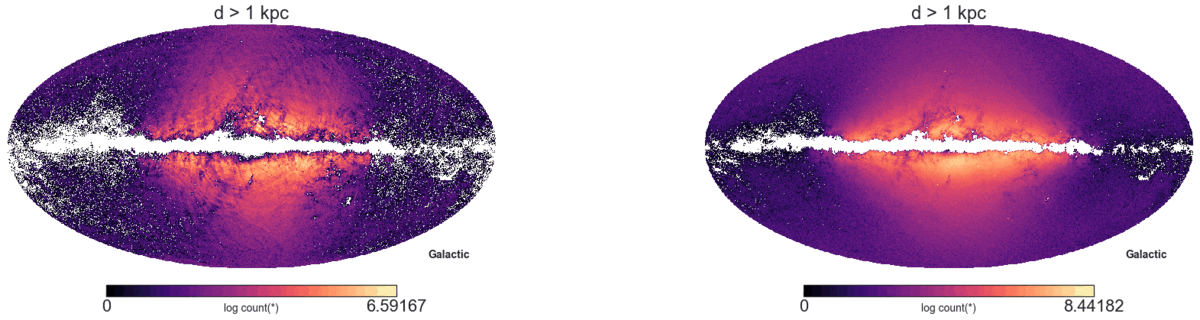 d > 1 kpc
Galactic
0 log count(*) 6.59167
d > 1 kpc
Galactic
0 log count(*) 8.44182